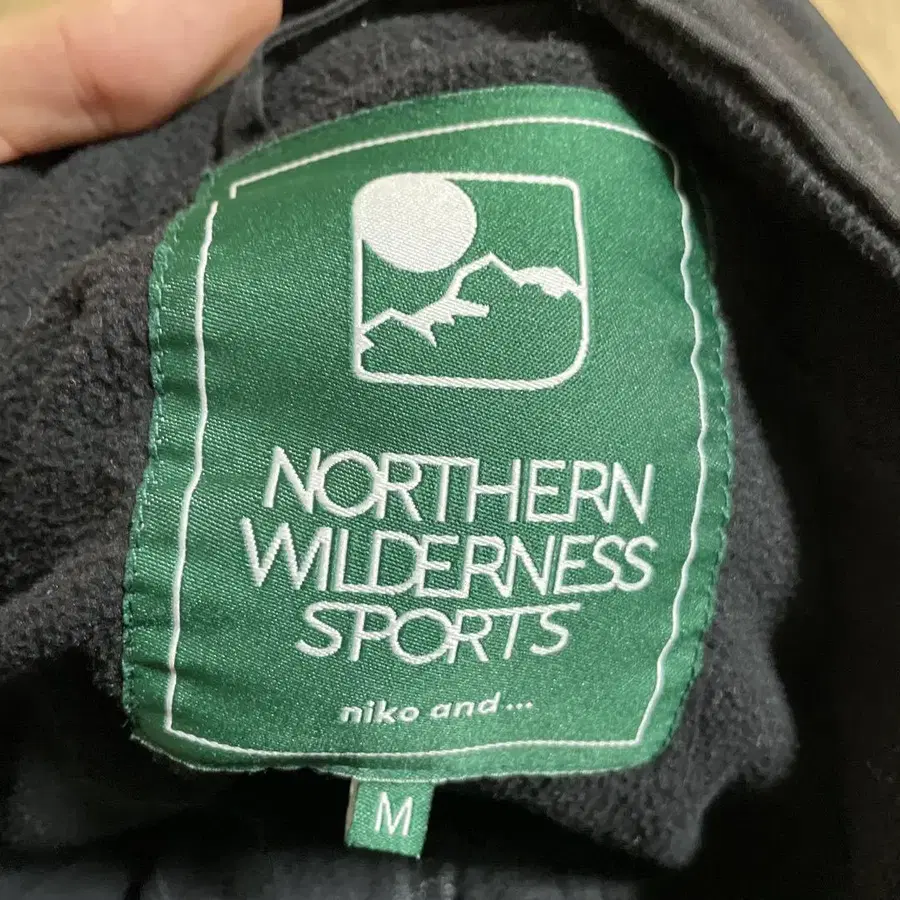 NORTHERN
WILDERNESS
SPORTS
niko and...
M